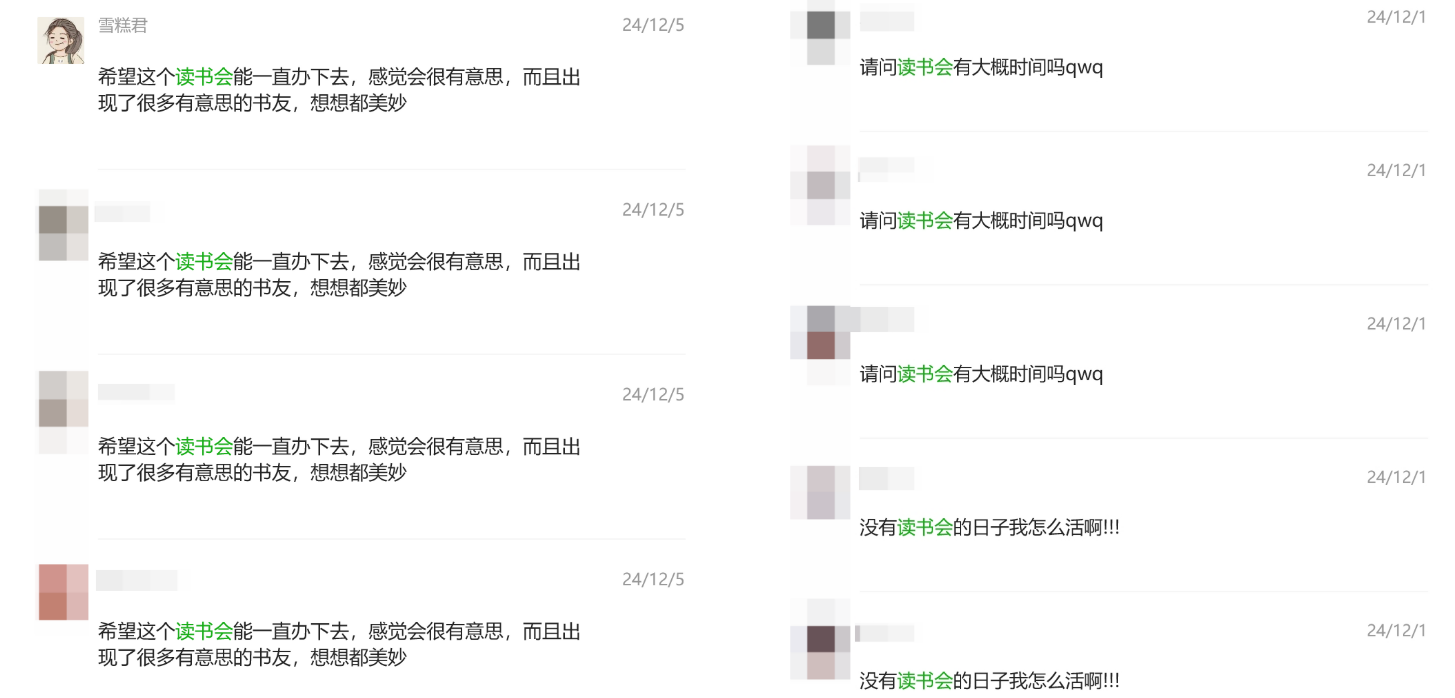 雪糕君
24/12/5
希望这个读书会能一直办下去，感觉会很有意思，而且出
现了很多有意思的书友，想想都美妙
24/12/5
希望这个读书会能一直办下去，感觉会很有意思，而且出
现了很多有意思的书友，想想都美妙
24/12/5
希望这个读书会能一直办下去，感觉会很有意思，而且出
现了很多有意思的书友，想想都美妙
24/12/5
希望这个读书会能一直办下去，感觉会很有意思，而且出
现了很多有意思的书友，想想都美妙
24/12/1
请问读书会有大概时间吗qwq
24/12/1
请问读书会有大概时间吗qwq
24/12/1
请问读书会有大概时间吗qwq
24/12/1
没有读书会的日子我怎么活啊!!!
24/12/1
没有读书会的日子我怎么活啊!!!